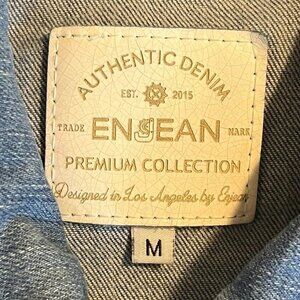 AUTHENTIC DENIM
EST. 2015
TRADE ENJEAN MARK
PREMIUM COLLECTION
Designed in Los Angeles by Enjean
M